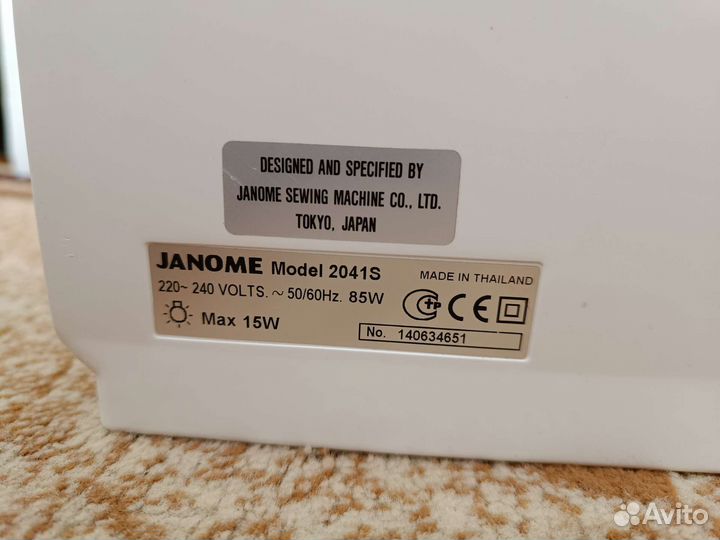 DESIGNED AND SPECIFIED BY
JANOME SEWING MACHINE CO., LTD.
TOKYO, JAPAN
JANOME Model 2041S
MADE IN THAILAND
220~ 240 VOLTS. ~ 50/60Hz. 85W
Max 15W
No. 140634651
Avito